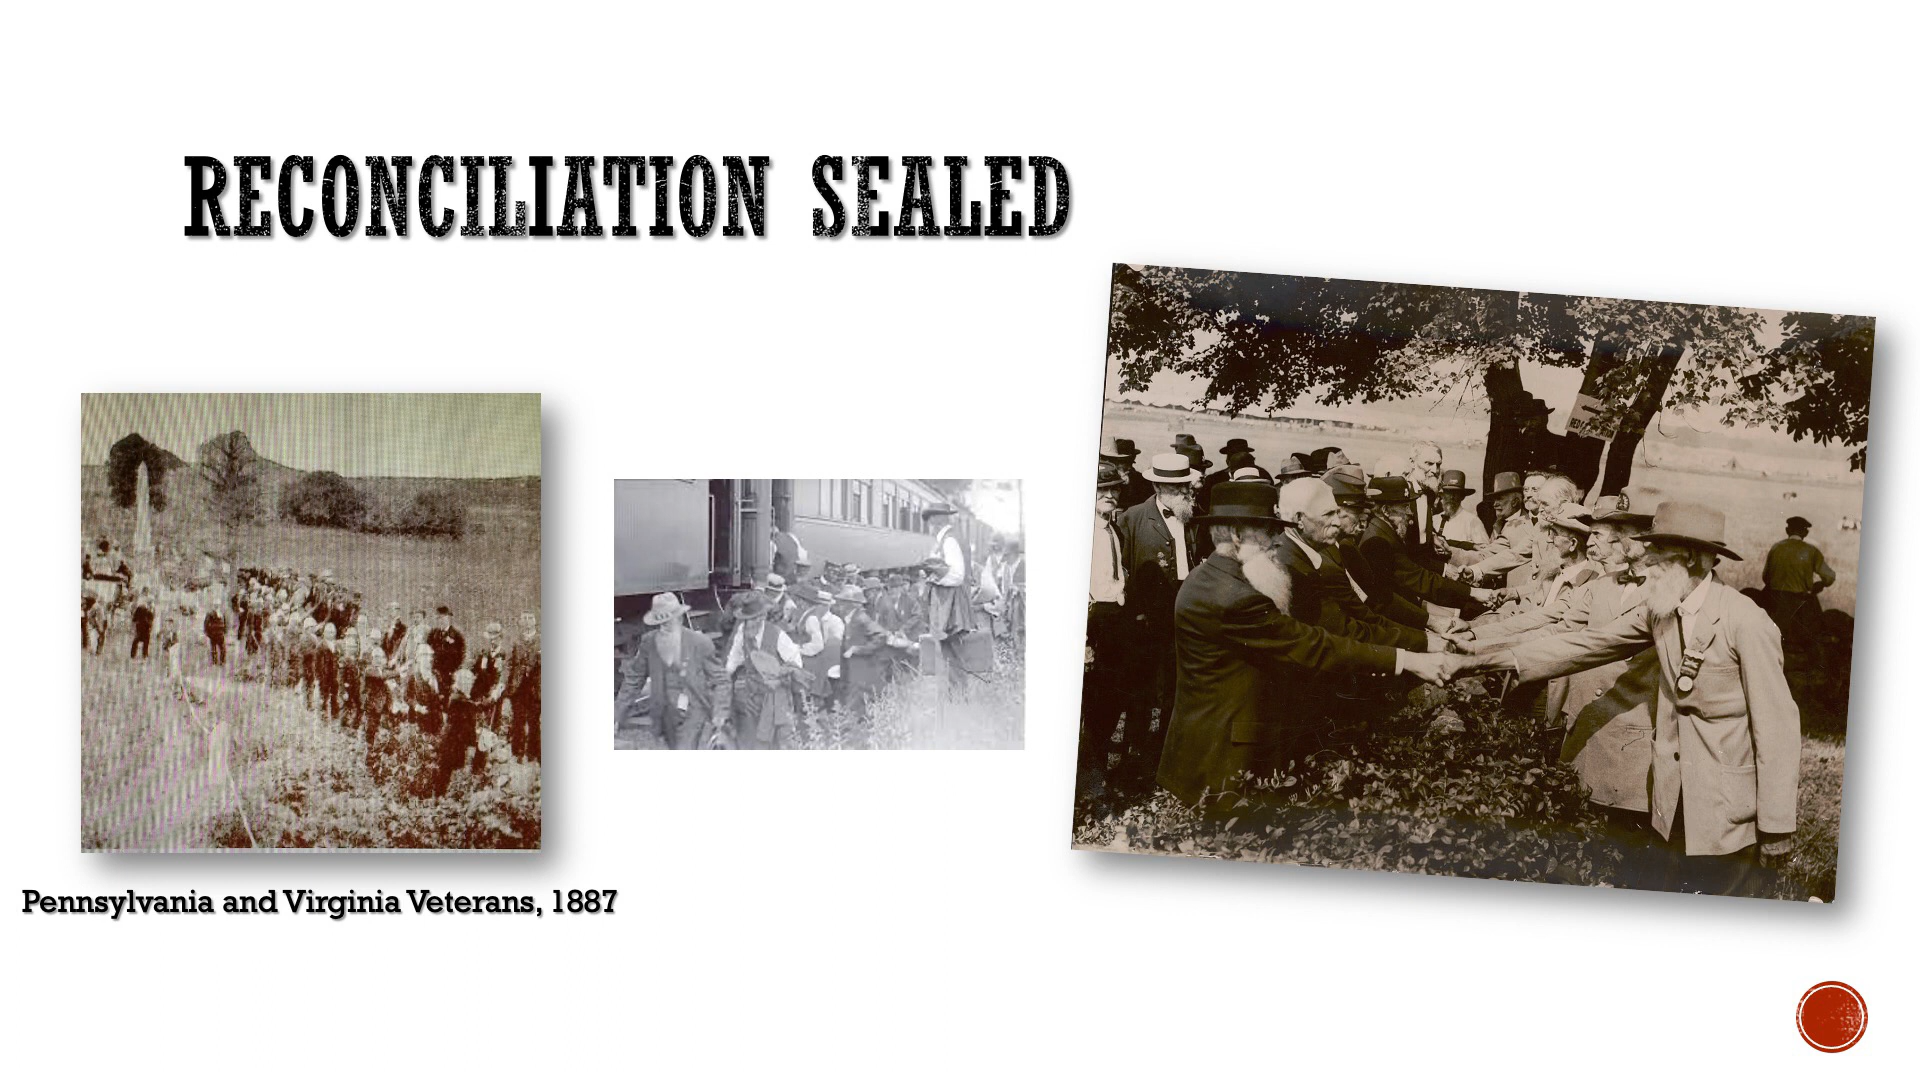 RECONCILIATION SEALED
Pennsylvania and Virginia Veterans, 1887